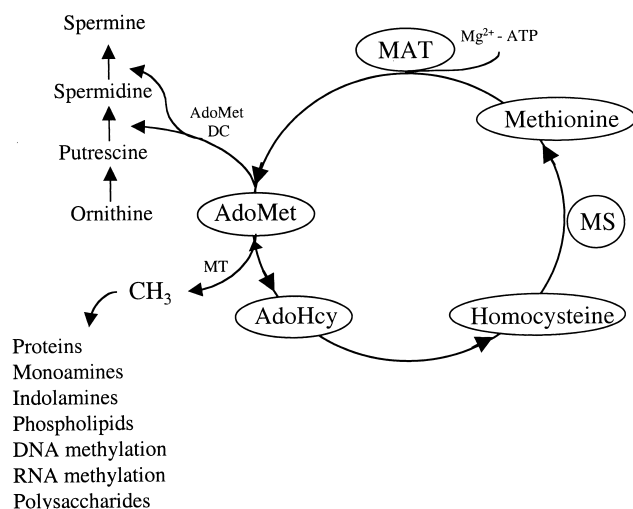 Spermine
Spermidine
Putrescine
Ornithine
AdoMet
DC
MAT
Mg²⁺ - ATP
Methionine
MS
Homocysteine
AdoHcy
AdoMet
MT
CH₃
Proteins
Monoamines
Indolamines
Phospholipids
DNA methylation
RNA methylation
Polysaccharides